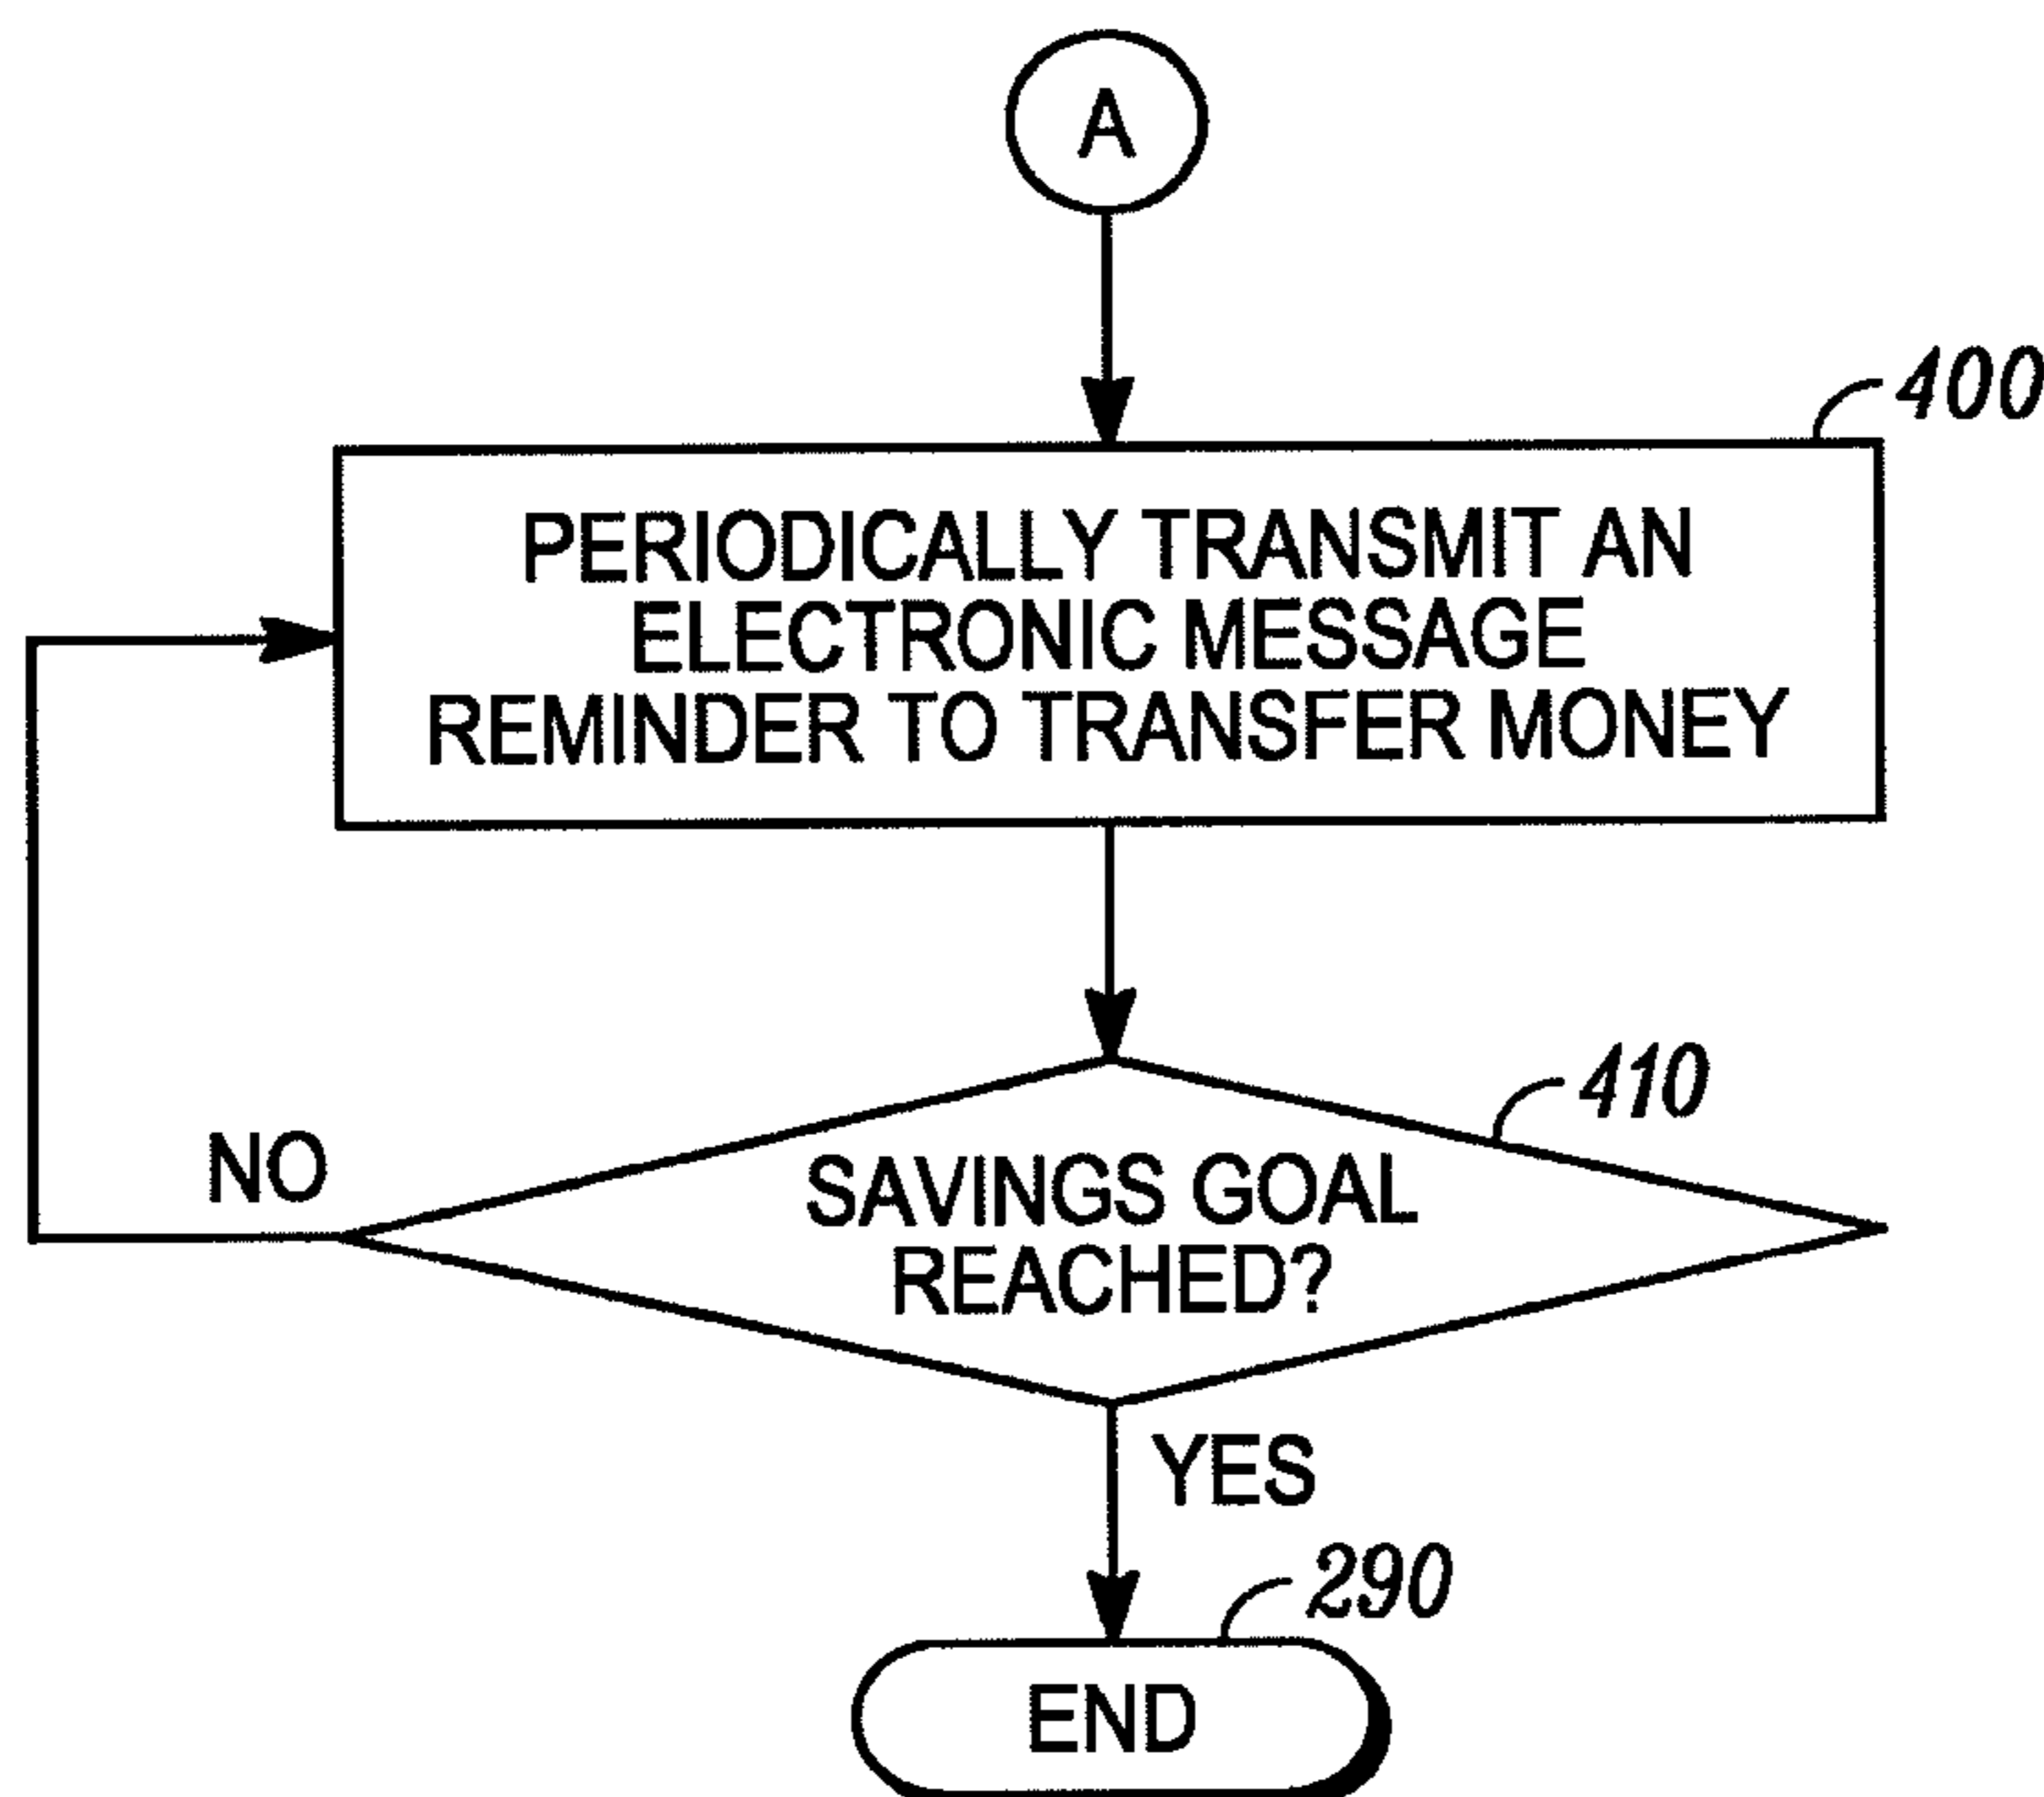 A
400
PERIODICALLY TRANSMIT AN
ELECTRONIC MESSAGE
REMINDER TO TRANSFER MONEY
410
NO
SAVINGS GOAL
REACHED?
YES
290
END